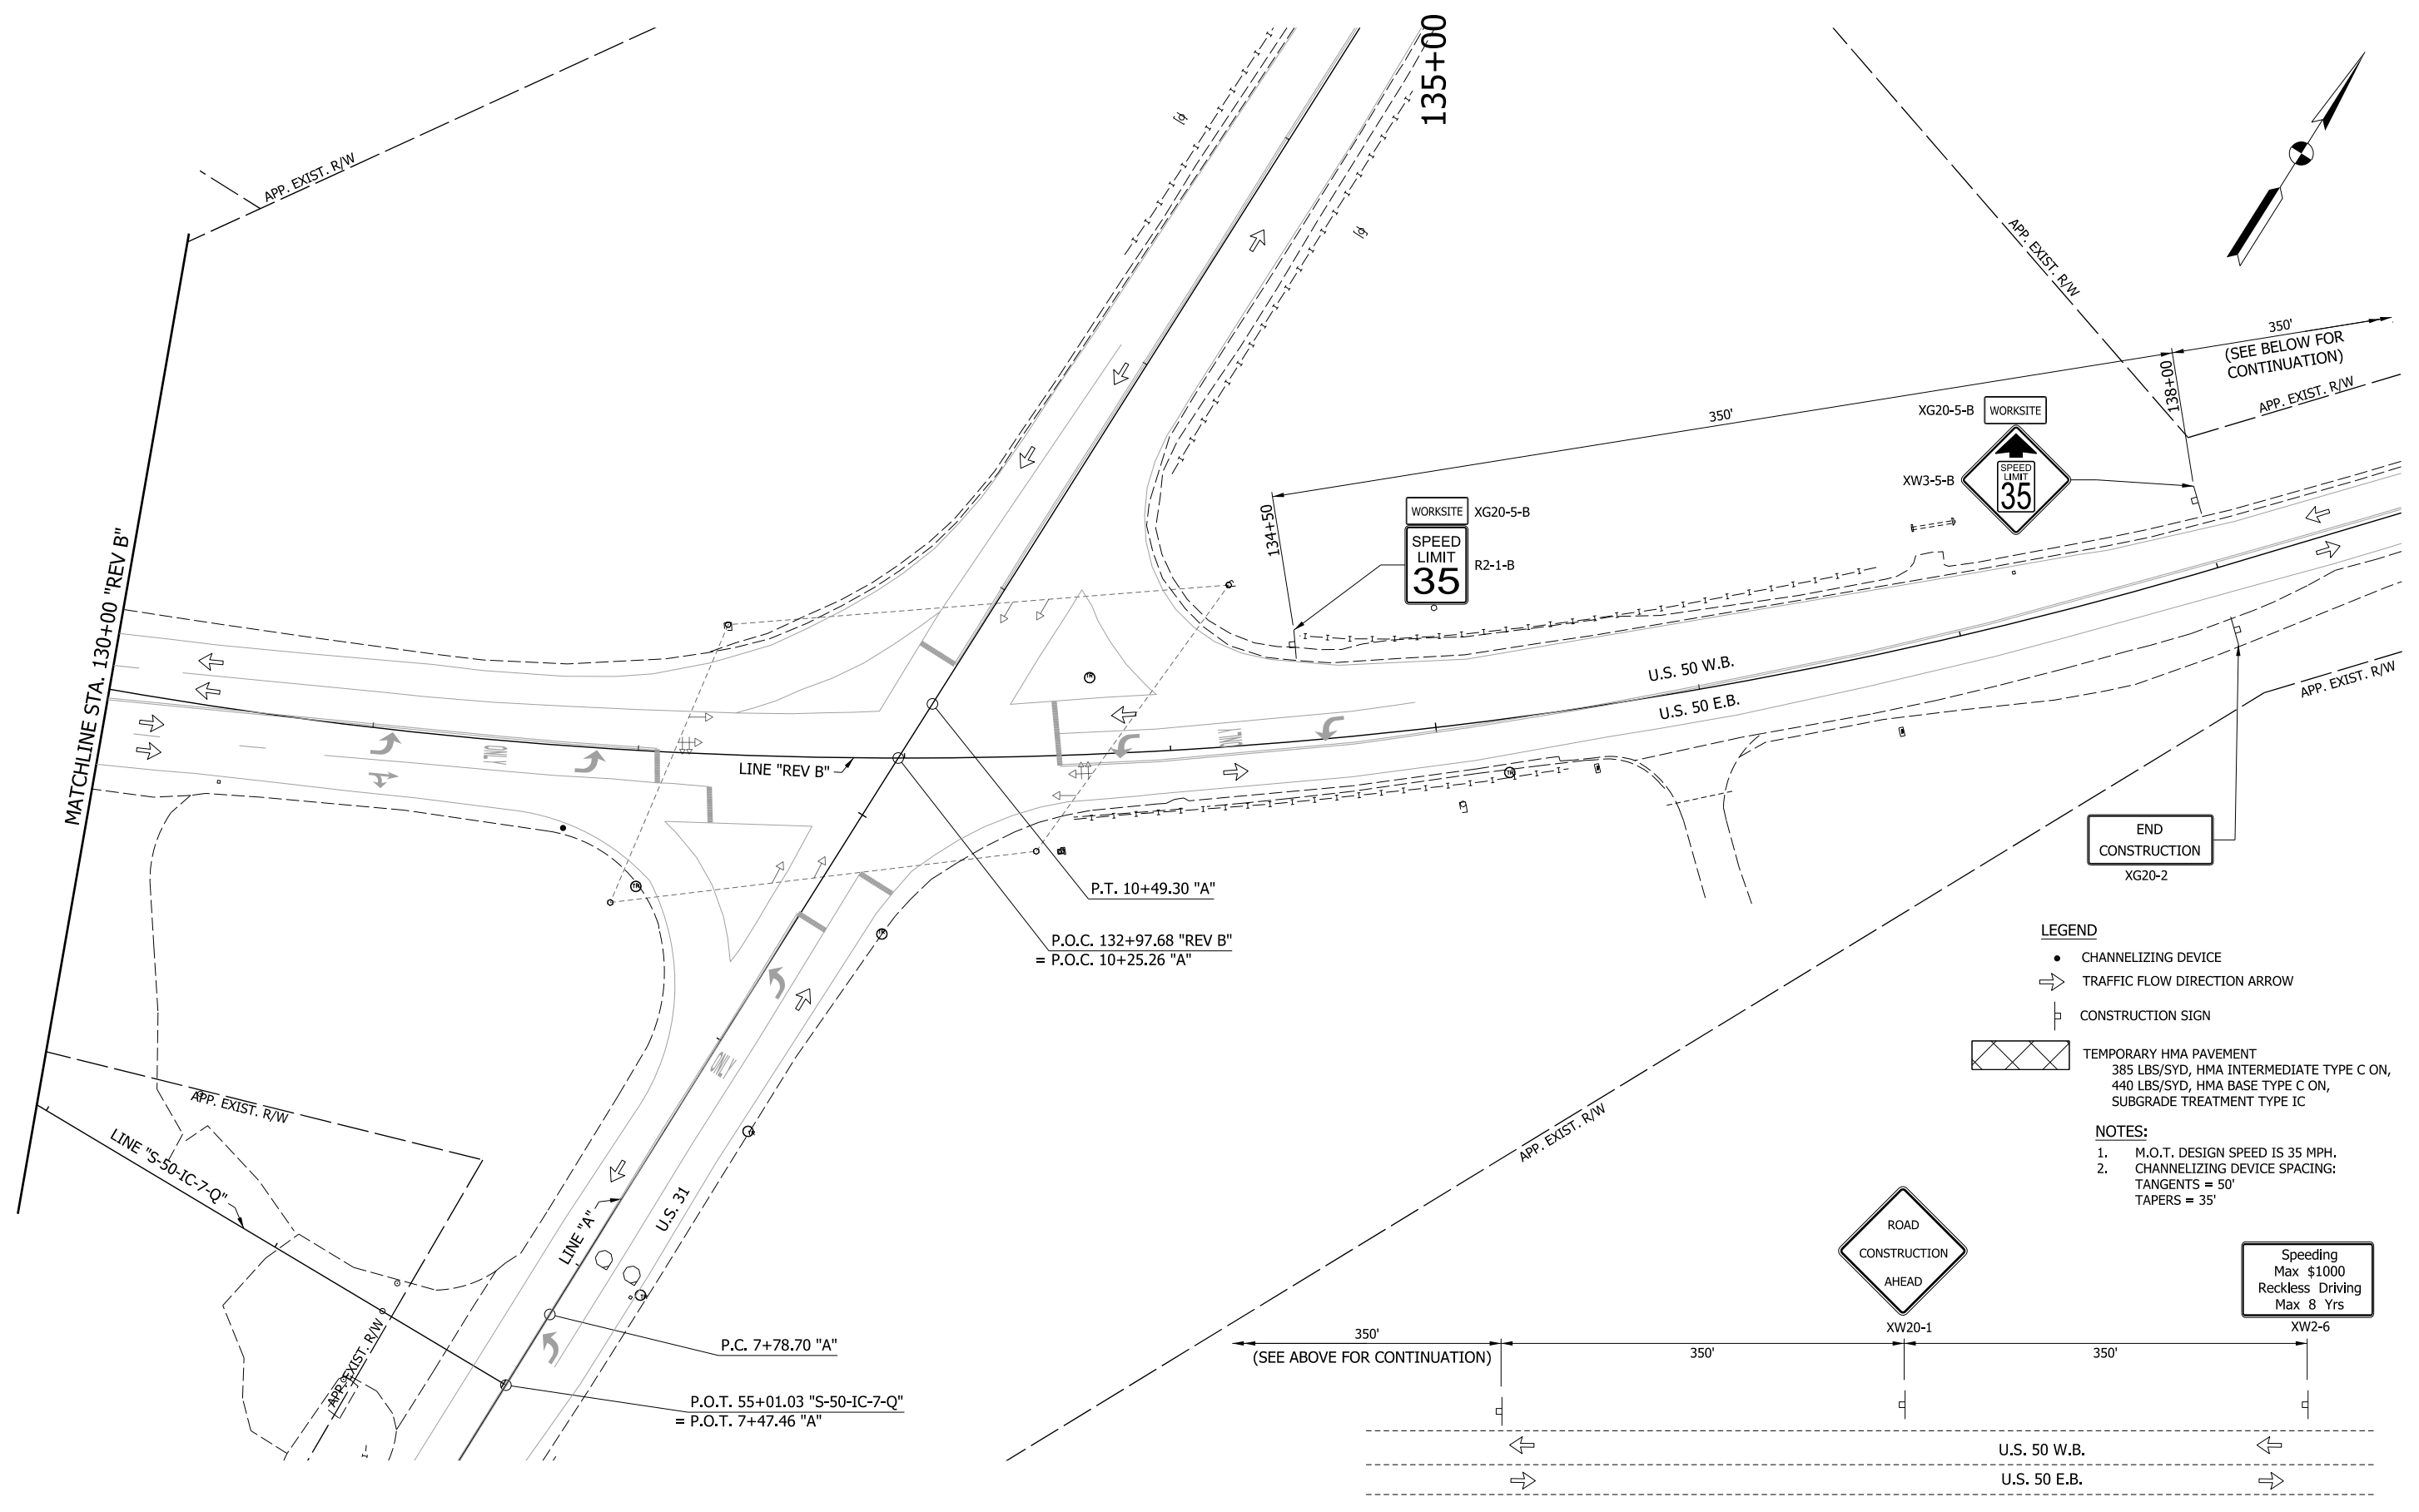 135+00
APP. EXIST. R/W
APP. EXIST. R/W
350'
(SEE BELOW FOR
CONTINUATION)
138+00
APP. EXIST. R/W
350'
XG20-5-B
WORKSITE
SPEED
LIMIT
35
XW3-5-B
134+50
WORKSITE
XG20-5-B
SPEED
LIMIT
35
R2-1-B
MATCHLINE STA. 130+00 "REV B"
U.S. 50 W.B.
U.S. 50 E.B.
APP. EXIST. R/W
ONLY
ONLY
LINE "REV B"
END
CONSTRUCTION
XG20-2
P.T. 10+49.30 "A"
P.O.C. 132+97.68 "REV B"
= P.O.C. 10+25.26 "A"
LEGEND
CHANNELIZING DEVICE
TRAFFIC FLOW DIRECTION ARROW
CONSTRUCTION SIGN
TEMPORARY HMA PAVEMENT
385 LBS/SYD, HMA INTERMEDIATE TYPE C ON,
440 LBS/SYD, HMA BASE TYPE C ON,
SUBGRADE TREATMENT TYPE IC
NOTES:
1. M.O.T. DESIGN SPEED IS 35 MPH.
2. CHANNELIZING DEVICE SPACING:
TANGENTS = 50'
TAPERS = 35'
ONLY
APP. EXIST. R/W
LINE "S-50-IC-7-Q"
APP. EXIST. R/W
LINE "A"
U.S. 31
APP. EXIST. R/W
P.C. 7+78.70 "A"
P.O.T. 55+01.03 "S-50-IC-7-Q"
= P.O.T. 7+47.46 "A"
ROAD
CONSTRUCTION
AHEAD
XW20-1
Speeding
Max $1000
Reckless Driving
Max 8 Yrs
XW2-6
350'
(SEE ABOVE FOR CONTINUATION)
350'
350'
U.S. 50 W.B.
U.S. 50 E.B.